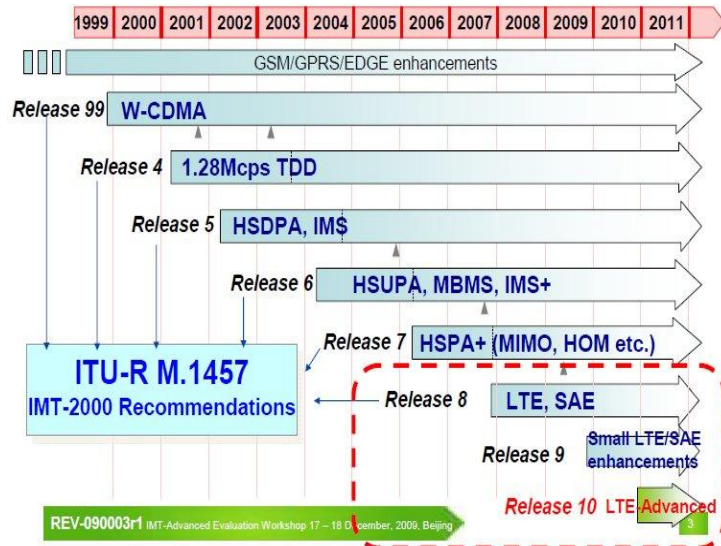 1999 2000 2001 2002 2003 2004 2005 2006 2007 2008 2009 2010 2011
GSM/GPRS/EDGE enhancements
Release 99 W-CDMA
Release 4 1.28Mcps TDD
Release 5 HSDPA, IMS
Release 6 HSUPA, MBMS, IMS+
Release 7 HSPA+ (MIMO, HOM etc.)
ITU-R M.1457
IMT-2000 Recommendations
Release 8 LTE, SAE
Release 9 Small LTE/SAE
enhancements
Release 10 LTE-Advanced
REV-090003r1 IMT-Advanced Evaluation Workshop 17 – 18 December, 2009, Beijing 3